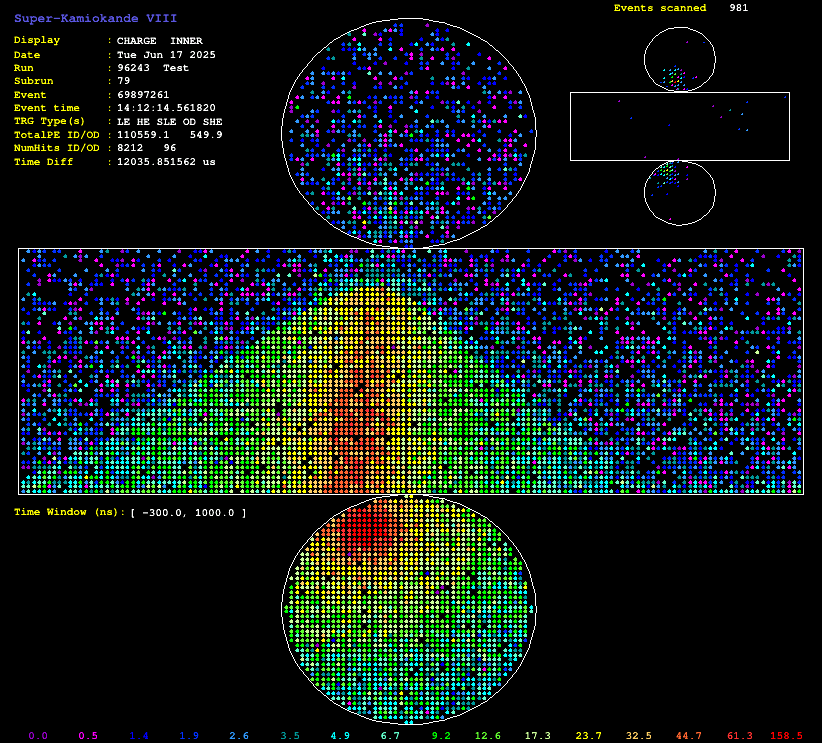 Super-Kamiokande VIII
Events scanned 981
Display : CHARGE INNER
Date : Tue Jun 17 2025
Run : 96243 Test
Subrun : 79
Event : 69897261
Event time : 14:12:14.561820
TRG Type(s) : LE HE SLE OD SHE
TotalPE ID/OD : 110559.1 549.9
NumHits ID/OD : 8212 96
Time Diff : 12035.851562 us
Time Window (ns): [ -300.0, 1000.0 ]
0.0 0.5 1.4 1.9 2.6 3.5 4.9 6.7 9.2 12.6 17.3 23.7 32.5 44.7 61.3 158.5